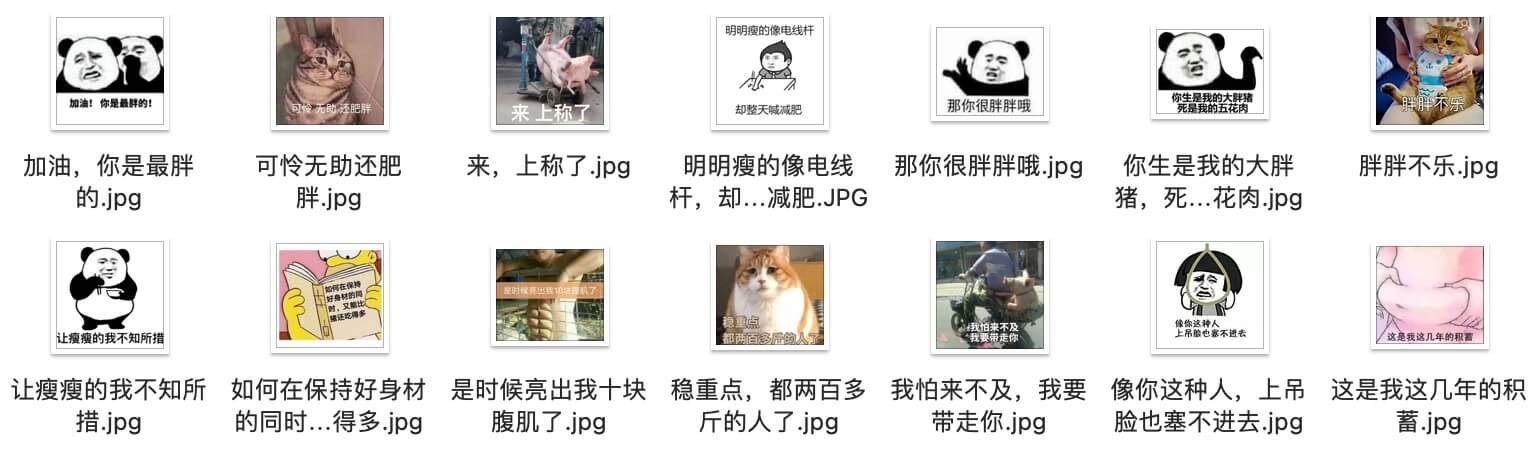 加油！ 你是最胖的！
可怜 无助 还肥胖
来 上称了
明明瘦的像电线杆
却整天喊减肥
那你很胖胖哦
你生是我的大胖猪
死是我的五花肉
胖胖不乐
加油，你是最胖
的.jpg
可怜无助还肥
胖.jpg
来，上称了.jpg
明明瘦的像电线
杆，却...减肥.JPG
那你很胖胖哦.jpg
你生是我的大胖
猪，死...花肉.jpg
胖胖不乐.jpg
让瘦瘦的我不知所措
如何在保持
好身材的同
时，又能比
猪还吃得多
是时候亮出我10块腹肌了
稳重点
都两百多斤的人了
我怕来不及
我要带走你
像你这种人
上吊脸也塞不进去
这是我这几年的积蓄
让瘦瘦的我不知所
措.jpg
如何在保持好身材
的同时...得多.jpg
是时候亮出我十块
腹肌了.jpg
稳重点，都两百多
斤的人了.jpg
我怕来不及，我要
带走你.jpg
像你这种人，上吊
脸也塞不进去.jpg
这是我这几年的积
蓄.jpg